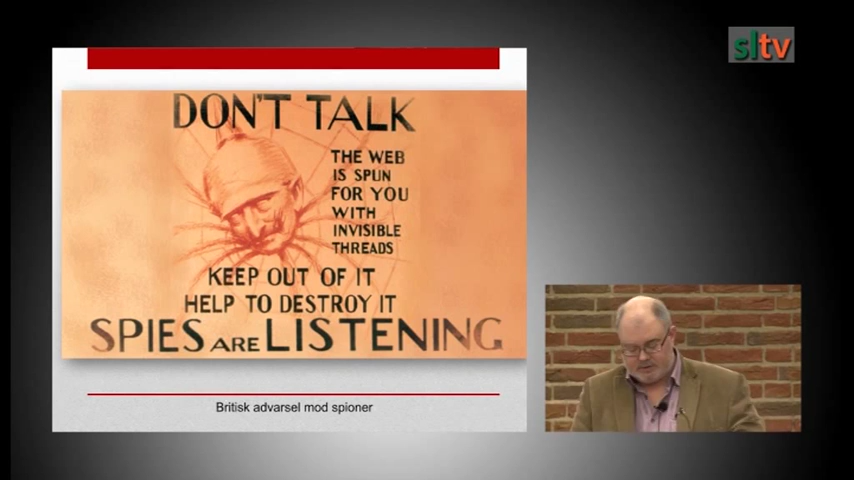 sltv
DON'T TALK
THE WEB
IS SPUN
FOR YOU
WITH
INVISIBLE
THREADS
KEEP OUT OF IT
HELP TO DESTROY IT
SPIES ARE LISTENING
Britisk advarsel mod spioner